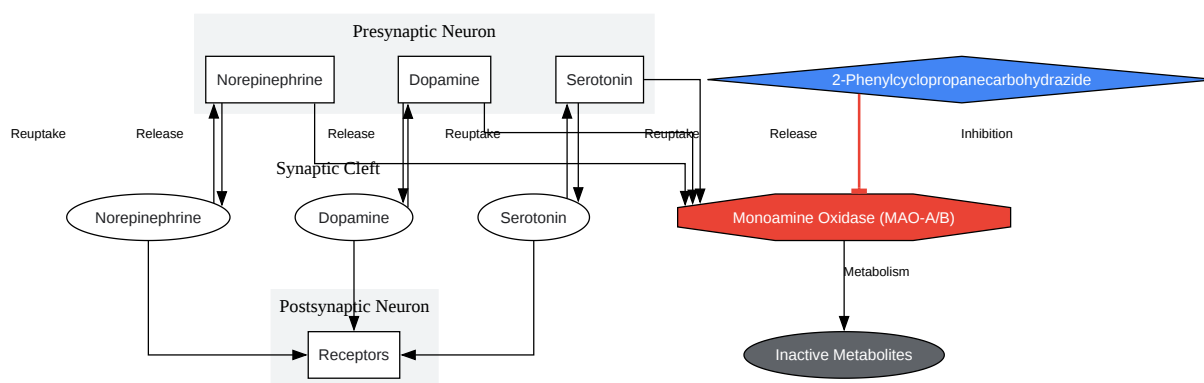 Presynaptic Neuron
Norepinephrine
Dopamine
Serotonin
2-Phenylcyclopropanecarbohydrazide
Reuptake
Release
Release
Reuptake
Reuptake
Release
Inhibition
Synaptic Cleft
Norepinephrine
Dopamine
Serotonin
Monoamine Oxidase (MAO-A/B)
Metabolism
Postsynaptic Neuron
Receptors
Inactive Metabolites